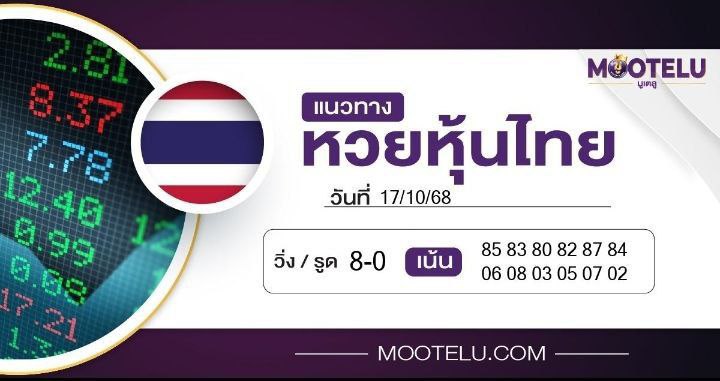 2.81
8.37
7.78
12.40
0.99
0.08
17.21
MOOTELU
มูเตลู
แนวทาง
หวยหุ้นไทย
วันที่ 17/10/68
วิ่ง / รูด 8-0 เน้น
85 83 80 82 87 84
06 08 03 05 07 02
MOOTELU.COM